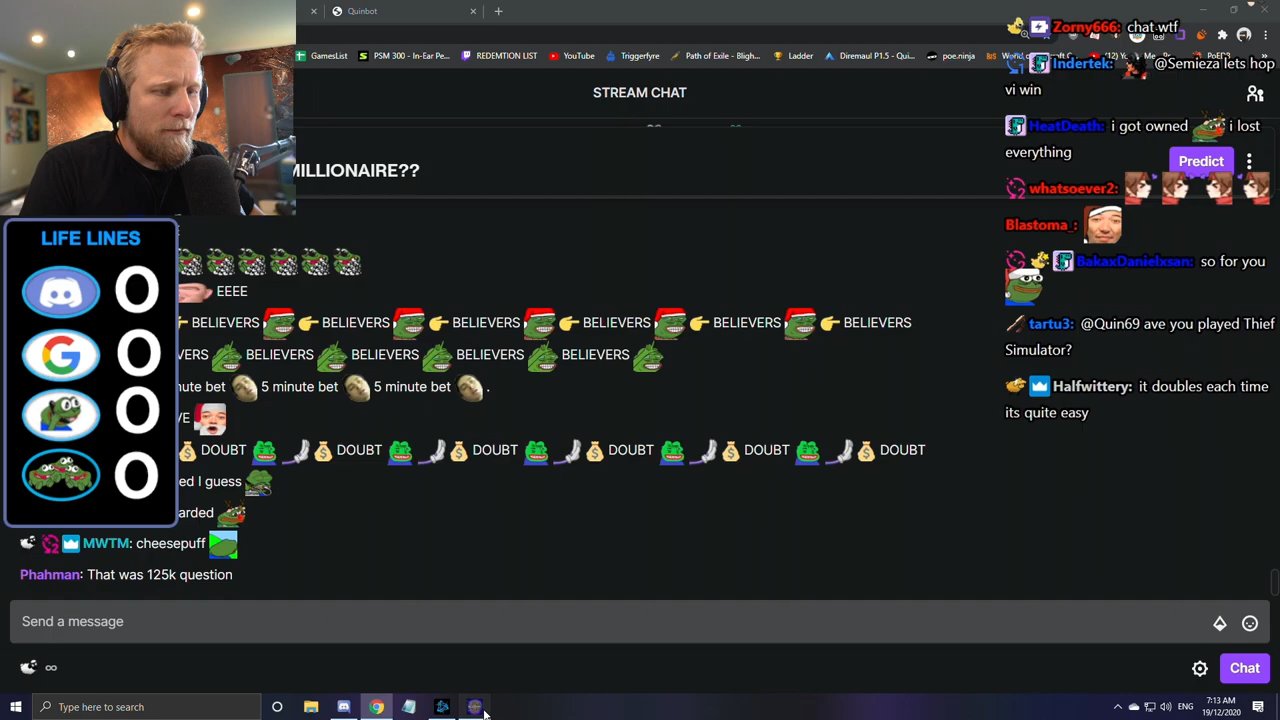 Quinbot
GamesList
PSM 300 - In-Ear Pe...
REDEMTION LIST
YouTube
Triggerfyre
Path of Exile - Bligh...
Ladder
Diremaul P1.5 - Qui...
poe.ninja
STREAM CHAT
MILLIONAIRE??
LIFE LINES
0
0
0
0
EEEE
BELIEVERS BELIEVERS BELIEVERS BELIEVERS BELIEVERS BELIEVERS
BELIEVERS BELIEVERS BELIEVERS BELIEVERS
5 minute bet 5 minute bet .
DOUBT DOUBT DOUBT DOUBT DOUBT DOUBT
ed I guess
arded
MWTM: cheesepuff
Phahman: That was 125k question
Send a message
∞
Chat
Zorny666: chat wtf
Indertek: @Semieza lets hop
vi win
HeatDeath: i got owned i lost
everything
Predict
whatsoever2:
Blastoma_:
BakaxDanielxsan: so for you
tartu3: @Quin69 ave you played Thief
Simulator?
Halfwittery: it doubles each time
its quite easy
Type here to search
ENG
7:13 AM
19/12/2020